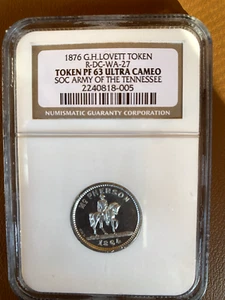 1876 G.H.LOVETT TOKEN
R-DC-WA-27
TOKEN PF 63 ULTRA CAMEO
SOC ARMY OF THE TENNESSEE
2240818-005
NUMISMATIC GUARANTY CORPORATION
McPHERSON
1864